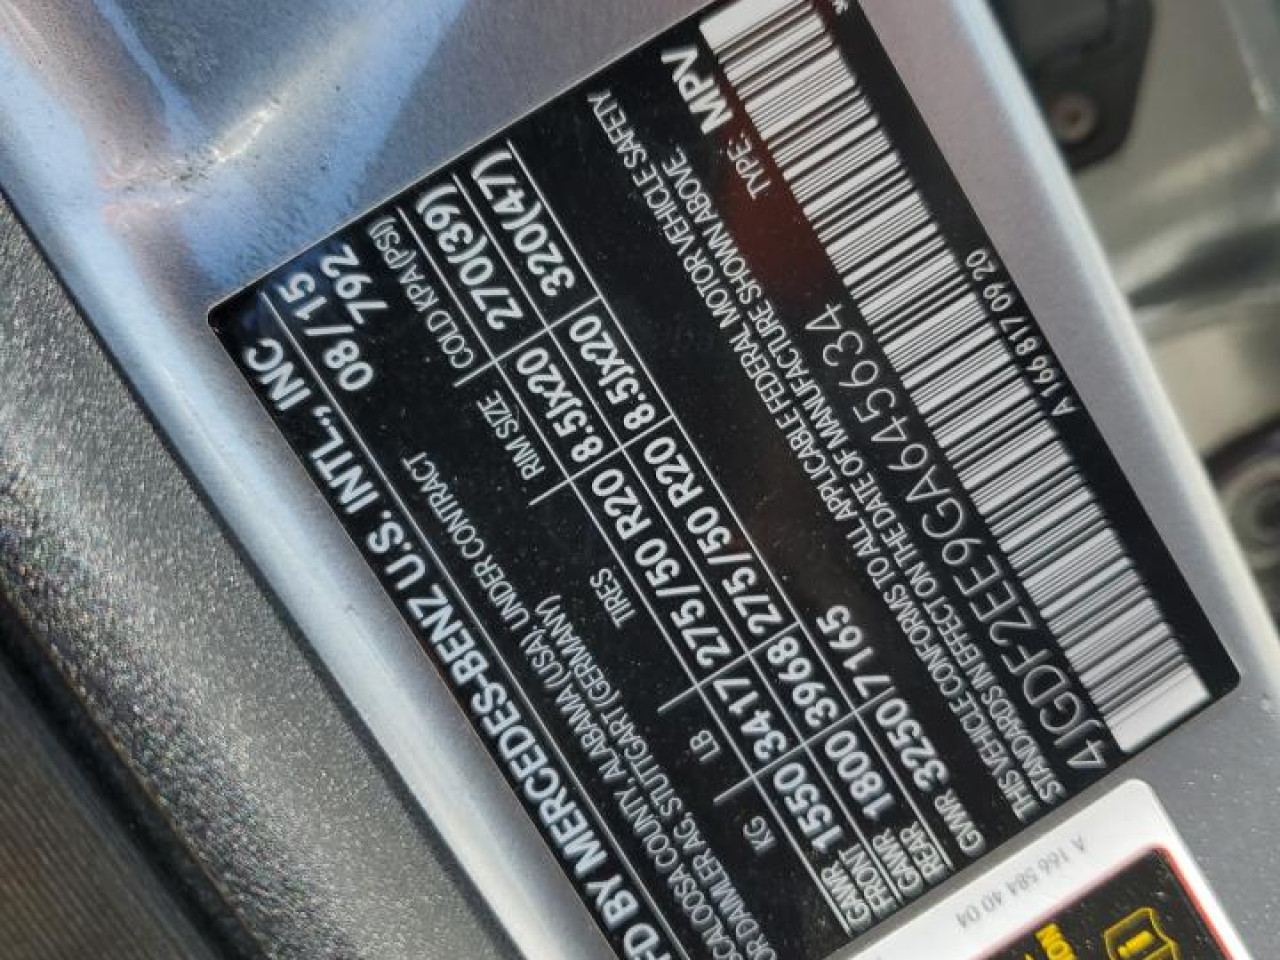 FD BY MERCEDES-BENZ U.S. INTL., INC
08/15
SCALOOSA COUNTY, ALABAMA (USA), UNDER CONTRACT
792
OR DAIMLER AG, STUTTGART (GERMANY)
KG LB TIRES RIM SIZE COLD KPA (PSI)
GAWR FRONT 1550 3417 275/50 R20 8.5Jx20 270(39)
GAWR REAR 1800 3968 275/50 R20 8.5Jx20 320(47)
GVWR 3250/7165
THIS VEHICLE CONFORMS TO ALL APPLICABLE FEDERAL MOTOR VEHICLE SAFETY
STANDARDS IN EFFECT ON THE DATE OF MANUFACTURE SHOWN ABOVE.
4JGDF2EE9GA645634 TYPE: MPV
A 166 817 09 20
A 166 584 40 04